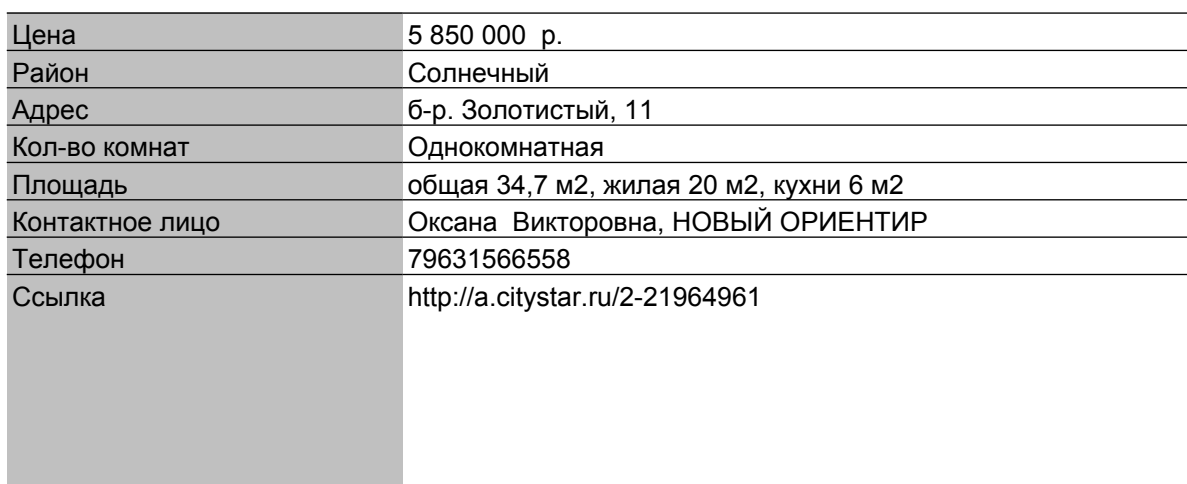 Цена 5 850 000 р.
Район Солнечный
Адрес б-р. Золотистый, 11
Кол-во комнат Однокомнатная
Площадь общая 34,7 м2, жилая 20 м2, кухни 6 м2
Контактное лицо Оксана Викторовна, НОВЫЙ ОРИЕНТИР
Телефон 79631566558
Ссылка http://a.citystar.ru/2-21964961